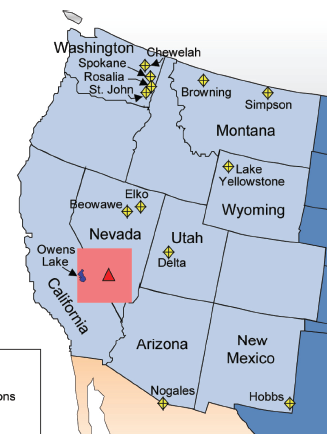 Washington
Chewelah
Spokane
Rosalia
St. John
Browning
Simpson
Montana
Lake
Yellowstone
Wyoming
Elko
Beowawe
Nevada
Utah
Delta
Owens
Lake
California
Arizona
New
Mexico
Nogales
Hobbs
ons